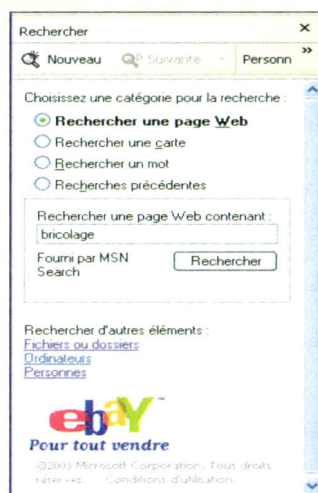 Rechercher
Nouveau Suivante Personn »
Choisissez une catégorie pour la recherche :
Rechercher une page Web
Rechercher une carte
Rechercher un mot
Recherches précédentes
Rechercher une page Web contenant :
bricolage
Fourni par MSN
Search
Rechercher
Rechercher d'autres éléments :
Fichiers ou dossiers
Ordinateurs
Personnes
ebaY™
Pour tout vendre
©2003 Microsoft Corporation. Tous droits
réservés. Conditions d'utilisation